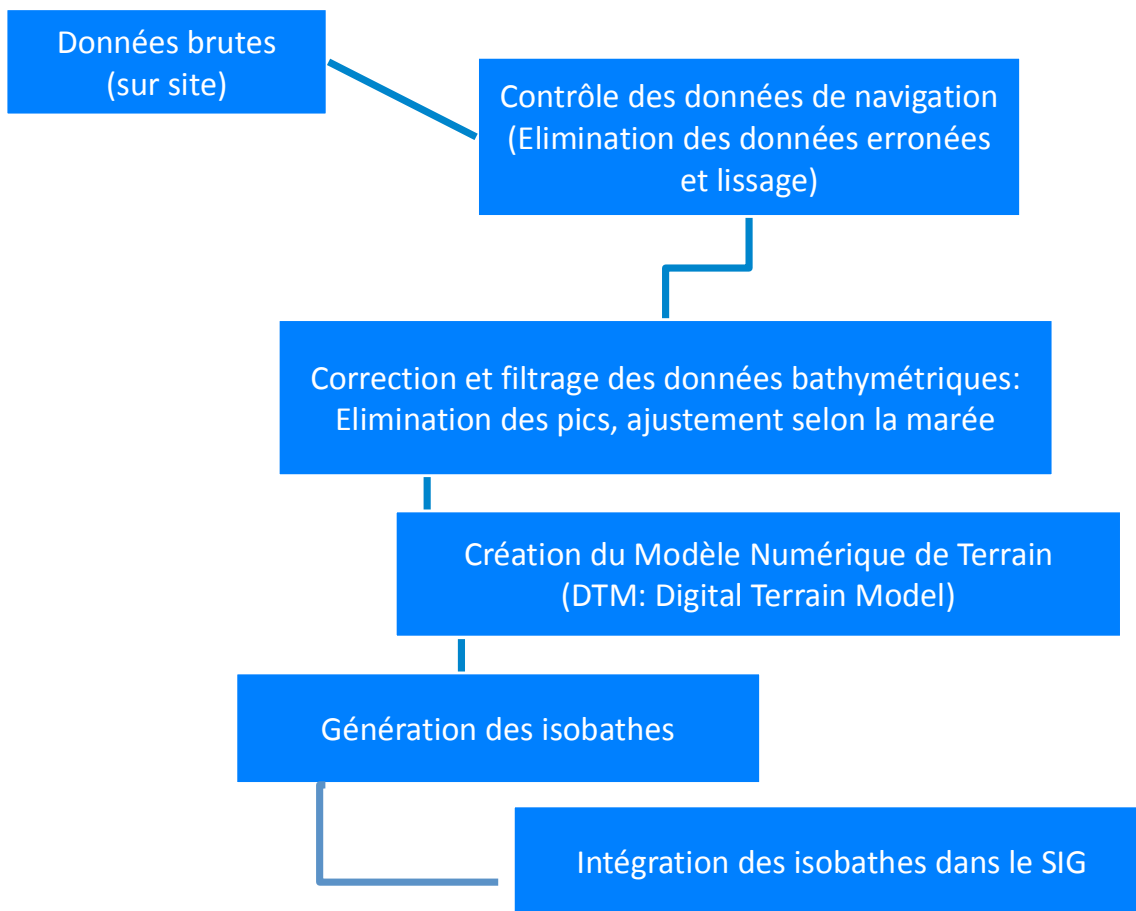 Données brutes
(sur site)
Contrôle des données de navigation
(Elimination des données erronées
et lissage)
Correction et filtrage des données bathymétriques:
Elimination des pics, ajustement selon la marée
Création du Modèle Numérique de Terrain
(DTM: Digital Terrain Model)
Génération des isobathes
Intégration des isobathes dans le SIG